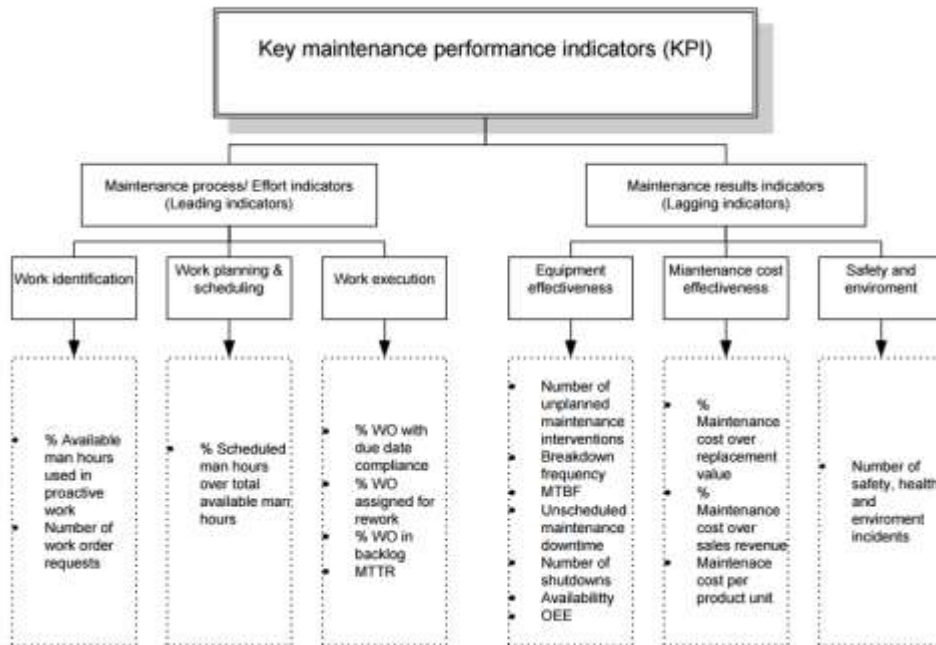 Key maintenance performance indicators (KPI)
Maintenance process/ Effort indicators
(Leading indicators)
Maintenance results indicators
(Lagging indicators)
Work identification
Work planning &
scheduling
Work execution
Equipment
effectiveness
Miantenance cost
effectiveness
Safety and
enviroment
• % Available
man hours
used in
proactive
work
• Number of
work order
requests
• % Scheduled
man hours
over total
available man
hours
• % WO with
due date
compliance
• % WO
assigned for
rework
• % WO in
backlog
• MTTR
• Number of
unplanned
maintenance
interventions
• Breakdown
frequency
• MTBF
• Unscheduled
maintenance
downtime
• Number of
shutdowns
• Availabilitty
• OEE
• %
Maintenance
cost over
replacement
value
• %
Maintenance
cost over
sales revenue
• Maintenace
cost per
product unit
• Number of
safety, health
and
enviroment
incidents